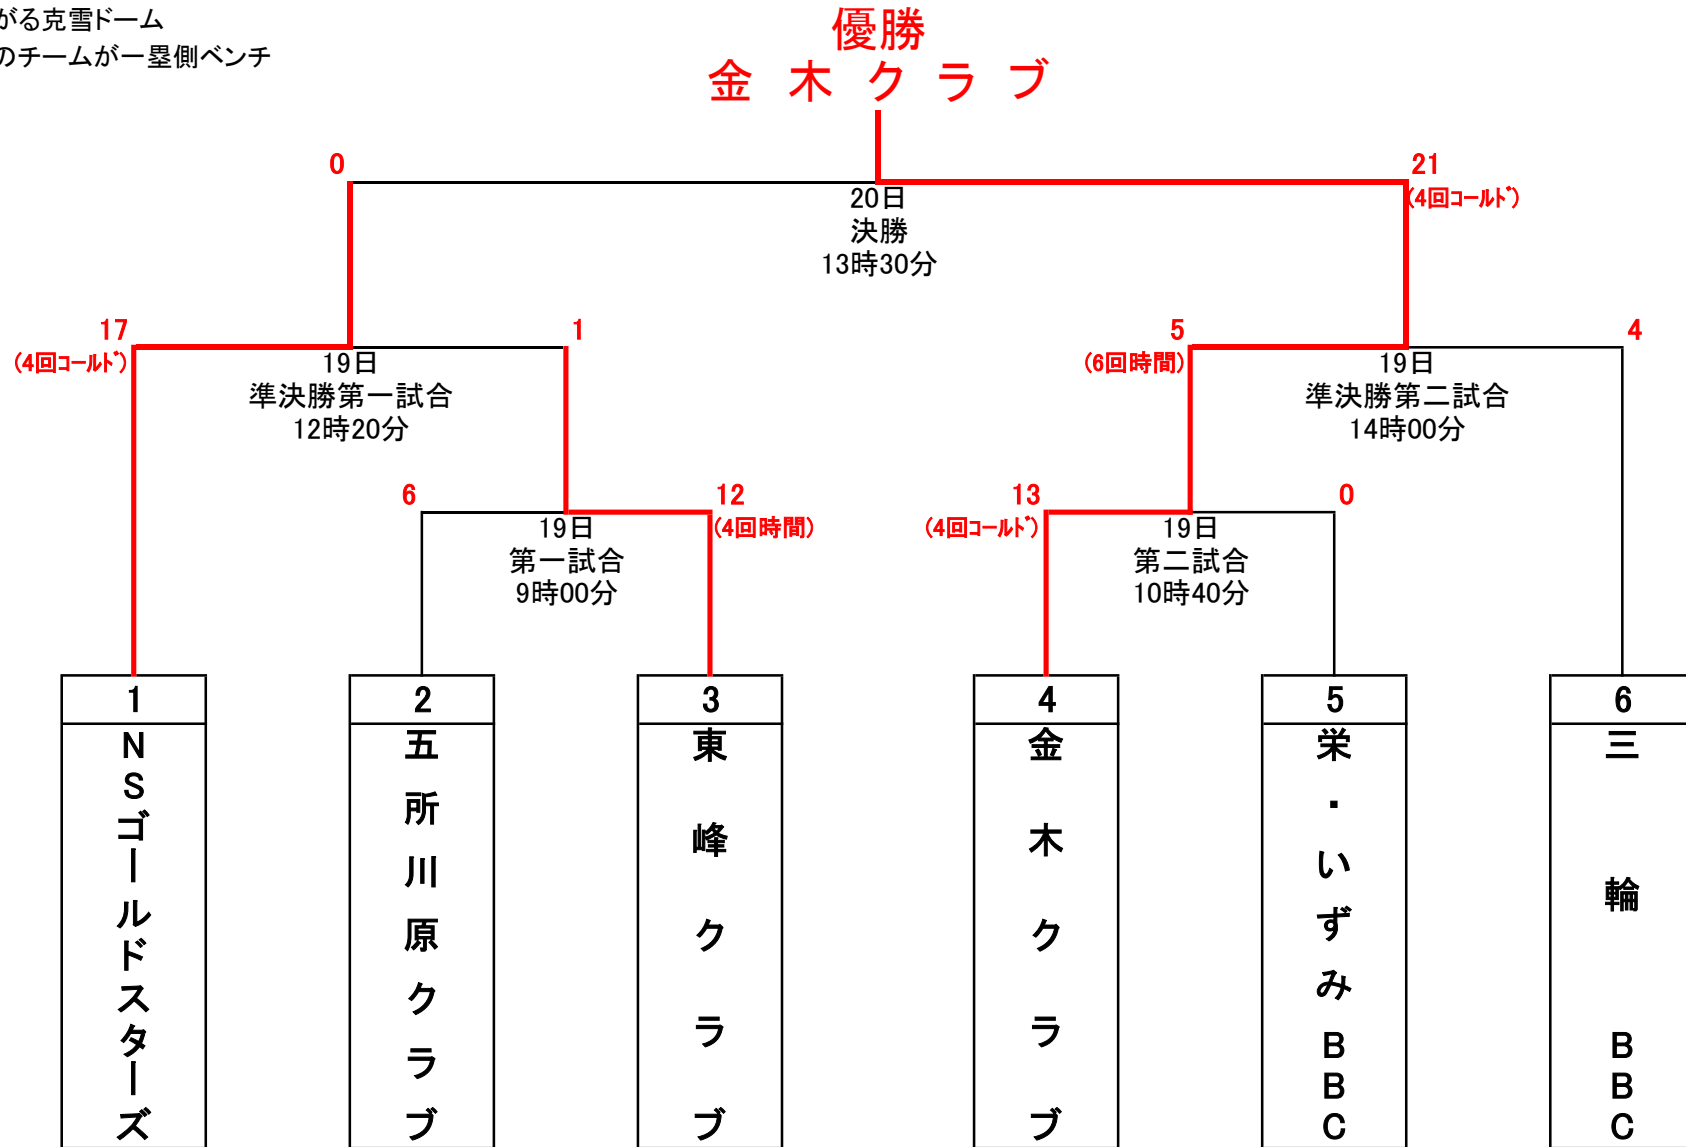 がる克雪ドーム
のチームが一塁側ベンチ
優勝
金木クラブ
0
21
(4回ｺｰﾙﾄﾞ)
20日
決勝
13時30分
17
(4回ｺｰﾙﾄﾞ)
1
19日
準決勝第一試合
12時20分
5
(6回時間)
4
19日
準決勝第二試合
14時00分
6
12
(4回時間)
19日
第一試合
9時00分
13
(4回ｺｰﾙﾄﾞ)
0
19日
第二試合
10時40分
1
NSゴールドスターズ
2
五所川原クラブ
3
東峰クラブ
4
金木クラブ
5
栄・いずみBBC
6
三輪BBC